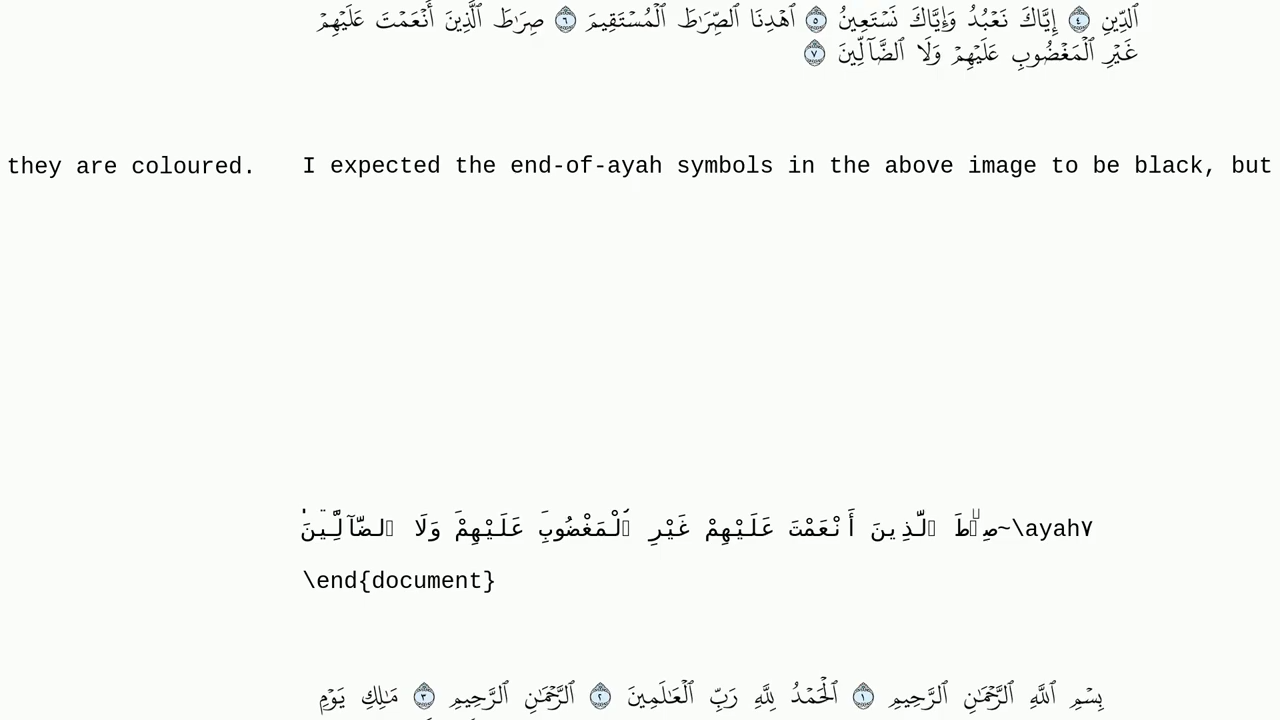 ٱلدِّينِ ٤ إِيَّاكَ نَعْبُدُ وَإِيَّاكَ نَسْتَعِينُ ٥ ٱهْدِنَا ٱلصِّرَٰطَ ٱلْمُسْتَقِيمَ ٦ صِرَٰطَ ٱلَّذِينَ أَنْعَمْتَ عَلَيْهِمْ
غَيْرِ ٱلْمَغْضُوبِ عَلَيْهِمْ وَلَا ٱلضَّآلِّينَ ٧
they are coloured. I expected the end-of-ayah symbols in the above image to be black, but
صِرَٰطَ ٱلَّذِينَ أَنْعَمْتَ عَلَيْهِمْ غَيْرِ ٱلْمَغْضُوبِ عَلَيْهِمْ وَلَا ٱلضَّآلِّينَ~\ayah٧
\end{document}
بِسْمِ ٱللَّهِ ٱلرَّحْمَٰنِ ٱلرَّحِيمِ ١ ٱلْحَمْدُ لِلَّهِ رَبِّ ٱلْعَٰلَمِينَ ٢ ٱلرَّحْمَٰنِ ٱلرَّحِيمِ ٣ مَٰلِكِ يَوْمِ